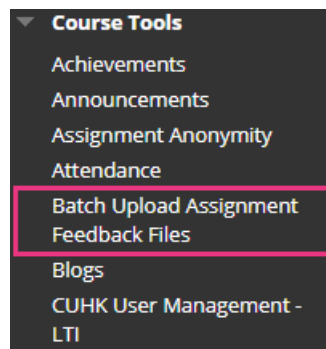 Course Tools
Achievements
Announcements
Assignment Anonymity
Attendance
Batch Upload Assignment
Feedback Files
Blogs
CUHK User Management -
LTI